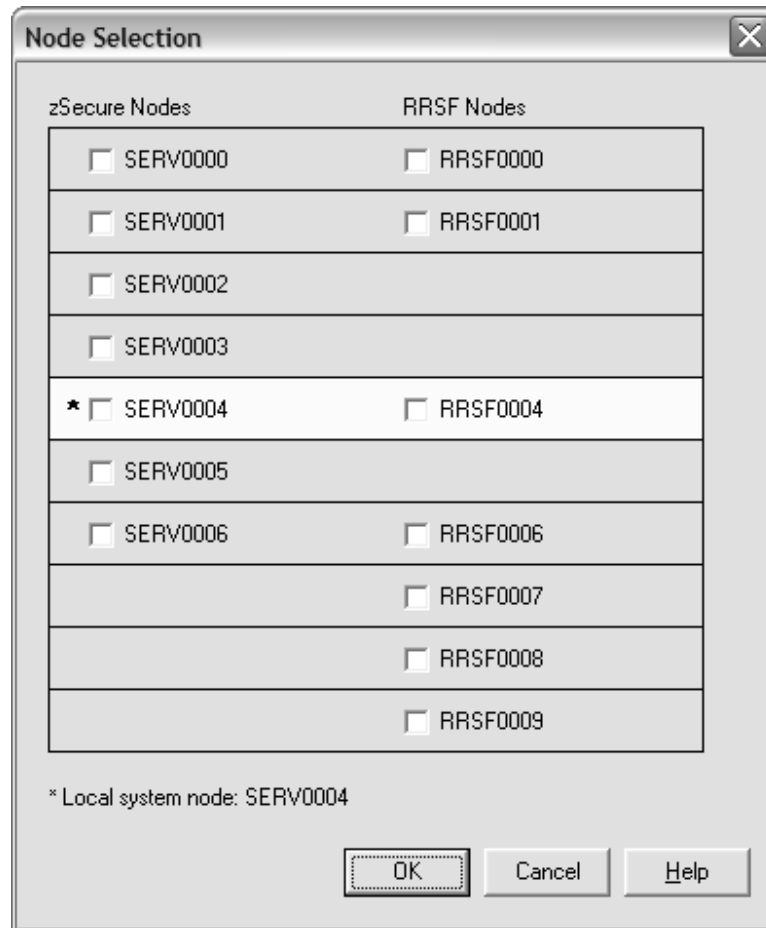 Node Selection
zSecure Nodes RRSF Nodes
SERV0000 RRSF0000
SERV0001 RRSF0001
SERV0002
SERV0003
* SERV0004 RRSF0004
SERV0005
SERV0006 RRSF0006
RRSF0007
RRSF0008
RRSF0009
* Local system node: SERV0004
OK Cancel Help